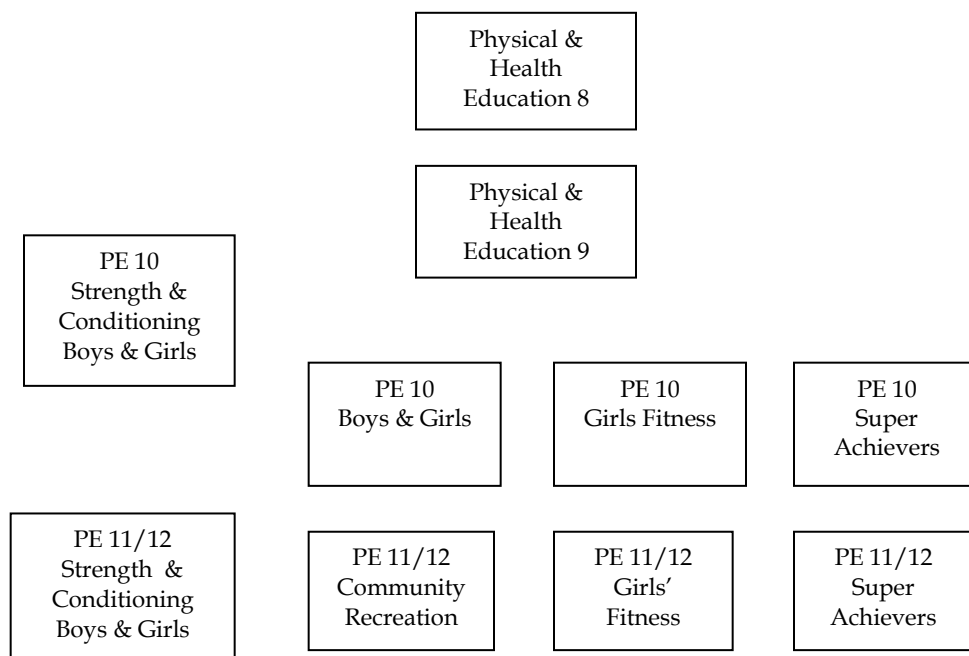 Physical &
Health
Education 8
Physical &
Health
Education 9
PE 10
Strength &
Conditioning
Boys & Girls
PE 10
Boys & Girls
PE 10
Girls Fitness
PE 10
Super
Achievers
PE 11/12
Strength &
Conditioning
Boys & Girls
PE 11/12
Community
Recreation
PE 11/12
Girls’
Fitness
PE 11/12
Super
Achievers